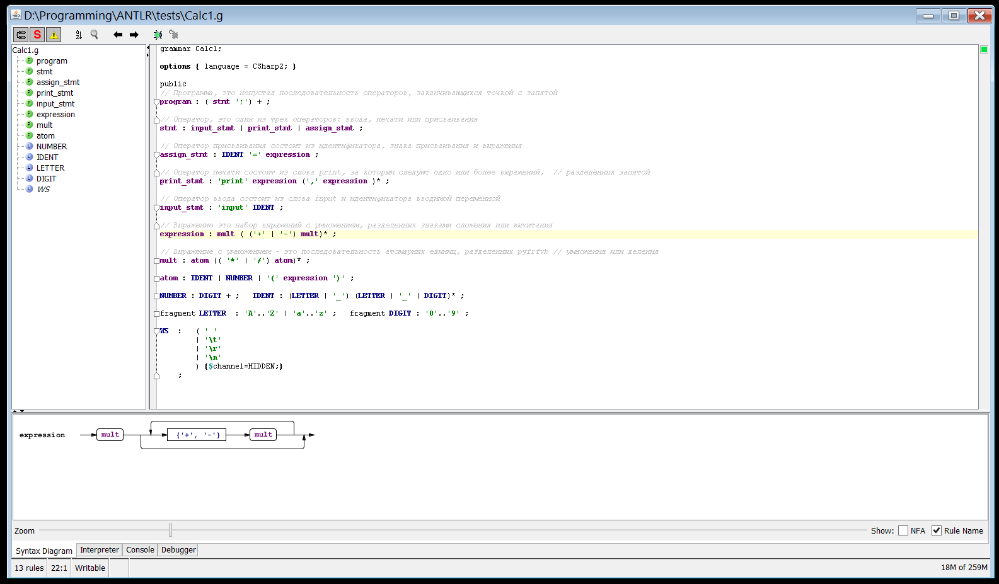 D:\Programming\ANTLR\tests\Calc1.g
S
Calc1.g
program
stmt
assign_stmt
print_stmt
input_stmt
expression
mult
atom
NUMBER
IDENT
LETTER
DIGIT
WS
grammar Calc1;
options { language = CSharp2; }
public
// Программа, это непустая последовательность операторов, заканчивающихся точкой с запятой
program : ( stmt ';') + ;
// Оператор, это один из трех операторов: ввода, печати или присваивания
stmt : input_stmt | print_stmt | assign_stmt ;
// Оператор присваивания состоит из идентификатора, знака присваивания и выражения
assign_stmt : IDENT '=' expression ;
// Оператор печати состоит из слова print, за которым следуют одно или более выражений,  // разделённых запятой
print_stmt : 'print' expression (',' expression )* ;
// Оператор ввода состоит из слова input и идентификатора вводимой переменной
input_stmt : 'input' IDENT ;
// Выражение это набор выражений с умножением, разделенных знаками сложения или вычитания
expression : mult ( ('+' | '-') mult)* ;
// Выражение с умножением - это последовательность атомарных единиц, разделенных pyfrfvb // умножения или деления
mult : atom (( '*' | '/') atom)* ;
atom : IDENT | NUMBER | '(' expression ')' ;
NUMBER : DIGIT + ;   IDENT : (LETTER | '_') (LETTER | '_' | DIGIT)* ;
fragment LETTER  : 'A'..'Z' | 'a'..'z' ;   fragment DIGIT : '0'..'9' ;
WS  :   ( ' '
| '\t'
| '\r'
| '\n'
) {$channel=HIDDEN;}
;
expression mult {'+', '-'} mult
Zoom Show: NFA Rule Name
Syntax Diagram Interpreter Console Debugger
13 rules 22:1 Writable 18M of 259M